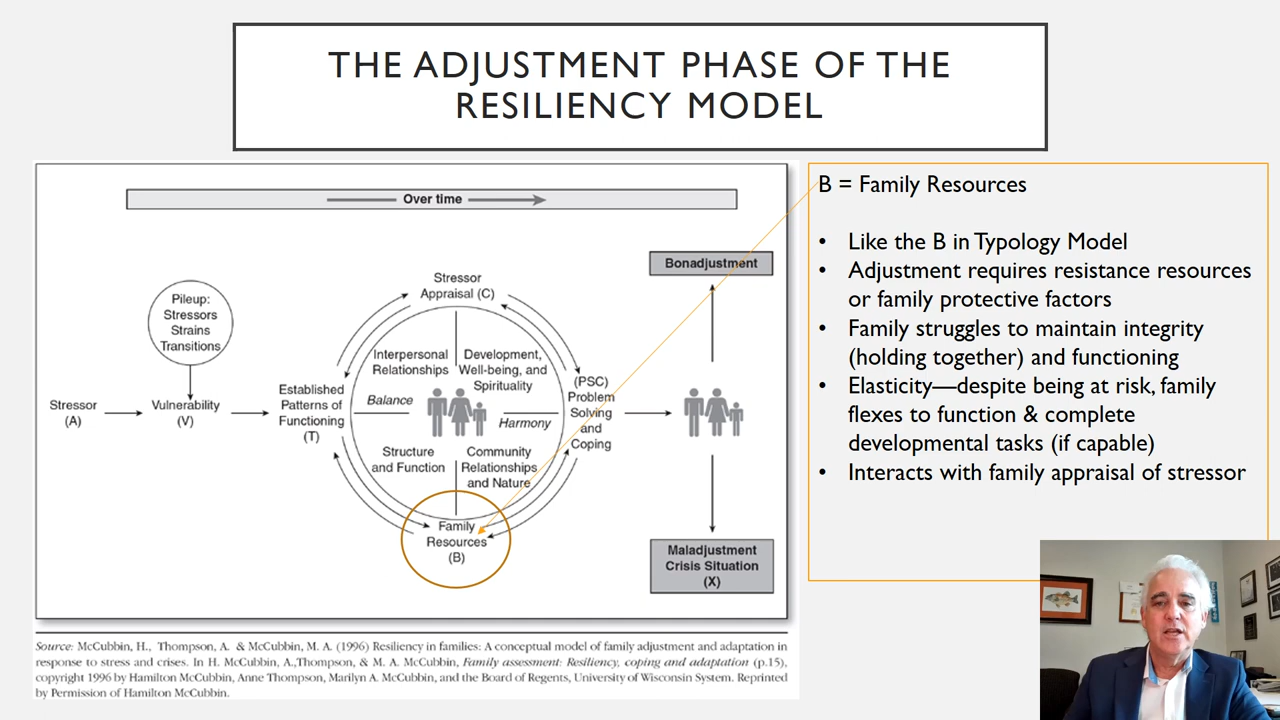 THE ADJUSTMENT PHASE OF THE
RESILIENCY MODEL
Over time
Bonadjustment
Pileup:
Stressors
Strains
Transitions
Stressor
Appraisal (C)
Interpersonal
Relationships
Development,
Well-being, and
Spirituality
Stressor
(A)
Vulnerability
(V)
Established
Patterns of
Functioning
(T)
Balance
Harmony
(PSC)
Problem
Solving
and
Coping
Structure
and Function
Community
Relationships
and Nature
Family
Resources
(B)
Maladjustment
Crisis Situation
(X)
Source: McCubbin, H., Thompson, A. & McCubbin, M. A. (1996) Resiliency in families: A conceptual model of family adjustment and adaptation in
response to stress and crises. In H. McCubbin, A.,Thompson, & M. A. McCubbin, Family assessment: Resiliency, coping and adaptation (p.15),
copyright 1996 by Hamilton McCubbin, Anne Thompson, Marilyn A. McCubbin, and the Board of Regents, University of Wisconsin System. Reprinted
by Permission of Hamilton McCubbin.
B = Family Resources
• Like the B in Typology Model
• Adjustment requires resistance resources
or family protective factors
• Family struggles to maintain integrity
(holding together) and functioning
• Elasticity—despite being at risk, family
flexes to function & complete
developmental tasks (if capable)
• Interacts with family appraisal of stressor